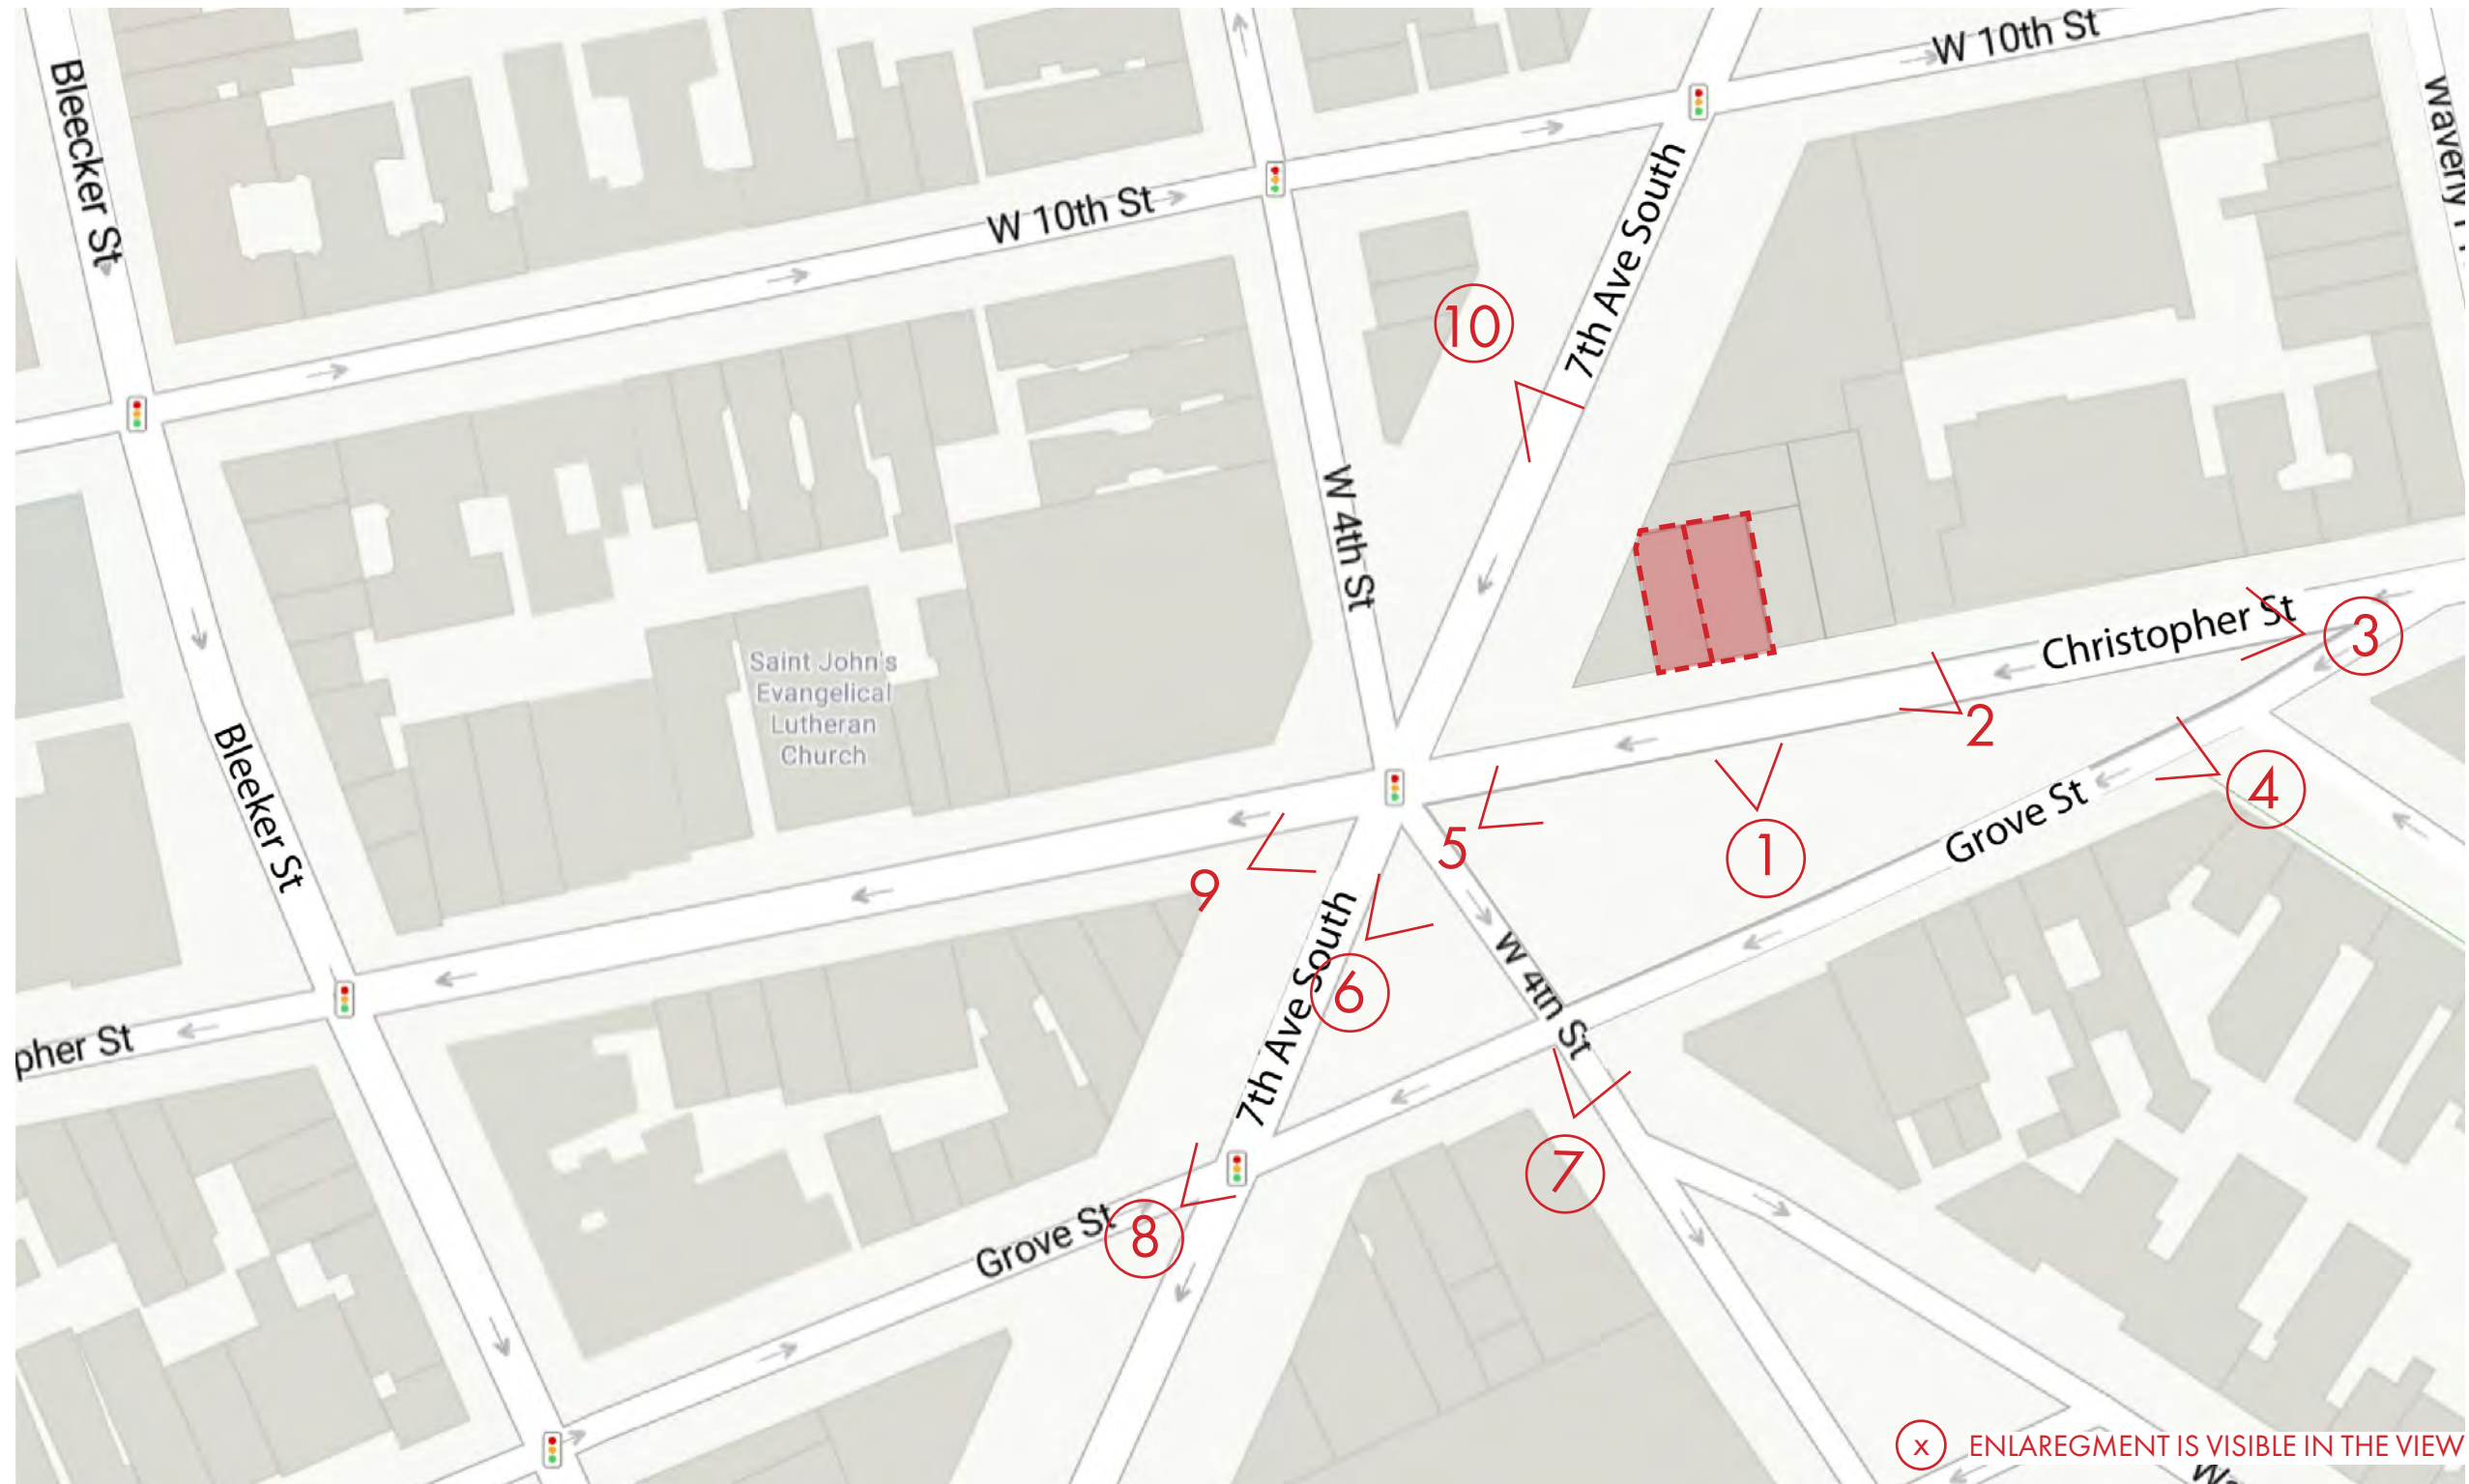 W 10th St
Bleecker St
Waverly
W 10th St
7th Ave South
10
W 4th St
Christopher St
3
Saint John's
Evangelical
Lutheran
Church
2
4
Bleeker St
5
1
Grove St
9
7th Ave South
W 4th St
6
pher St
7
8
Grove St
x ENLAREGMENT IS VISIBLE IN THE VIEW